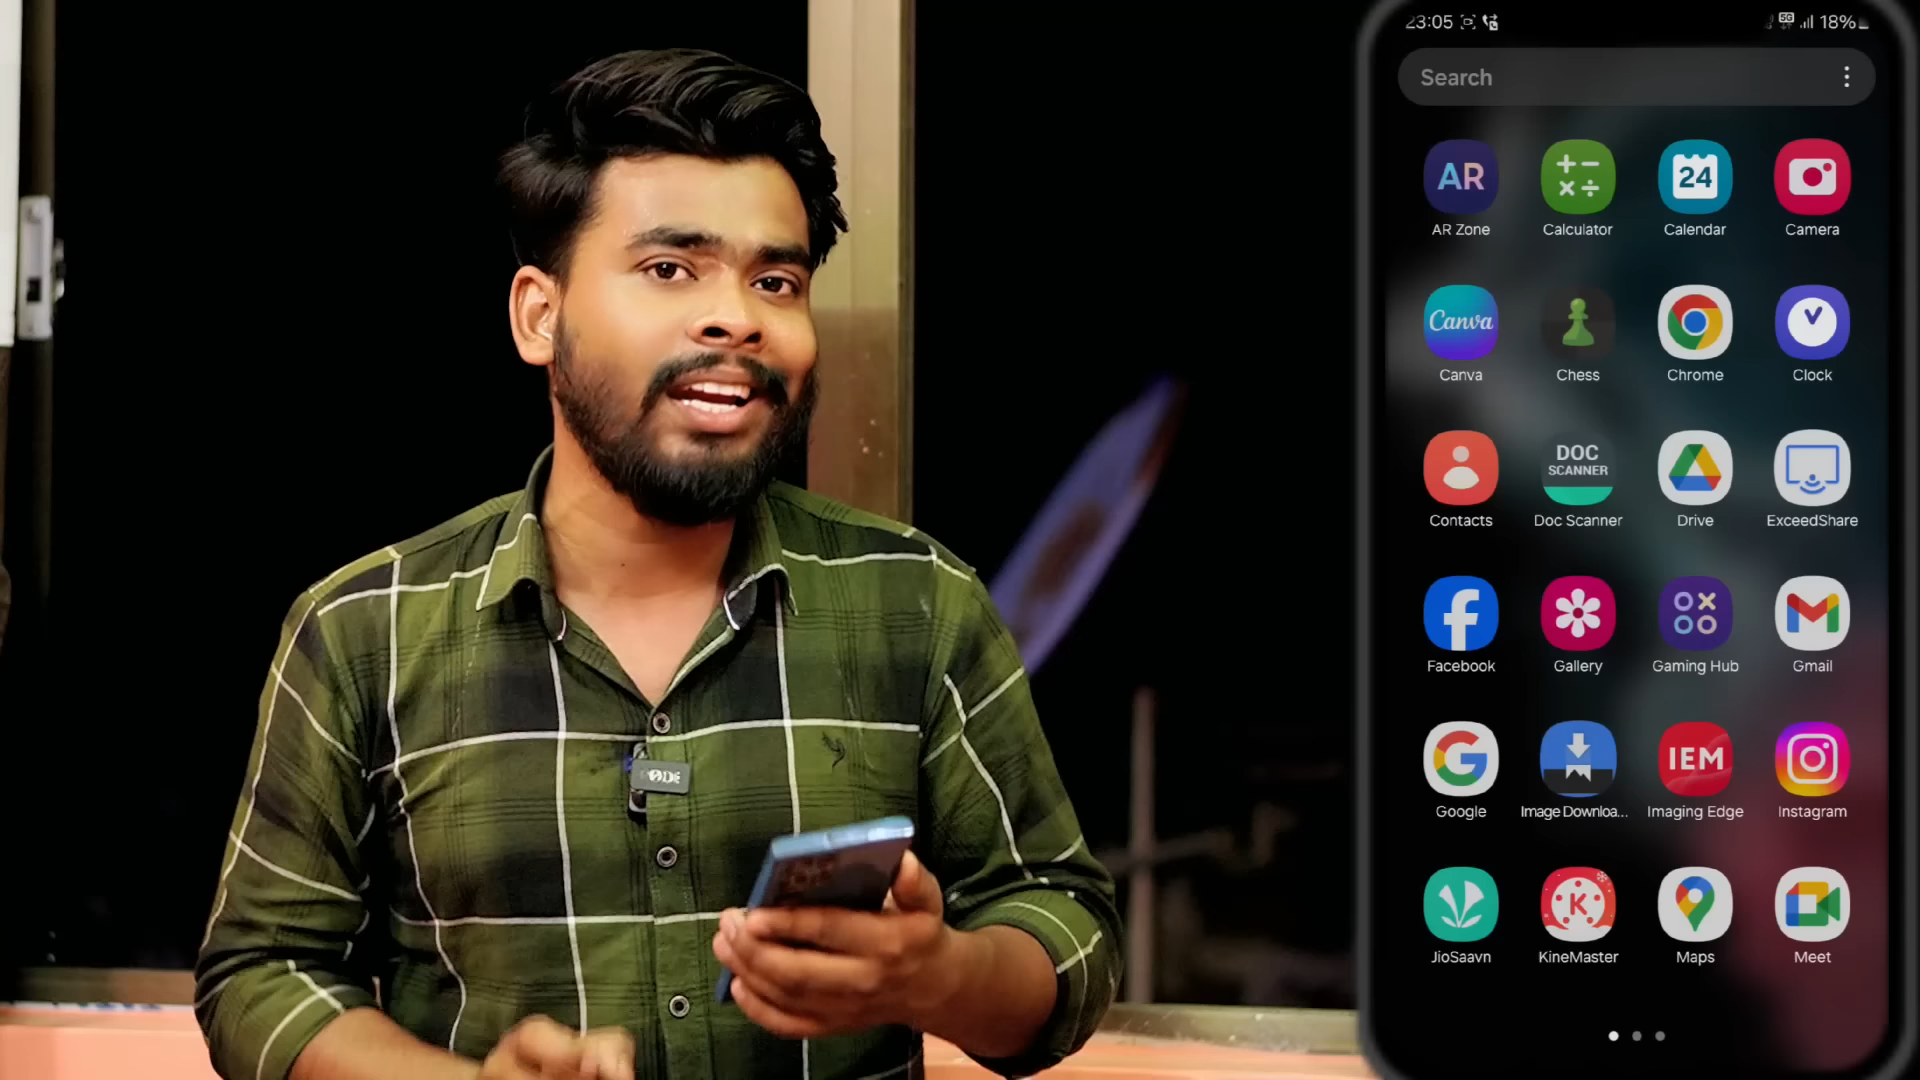 23:05
5G
18%
Search
AR
24
AR Zone
Calculator
Calendar
Camera
Canva
Canva
Chess
Chrome
Clock
DOC
SCANNER
Contacts
Doc Scanner
Drive
ExceedShare
Facebook
Gallery
Gaming Hub
Gmail
IEM
Google
Image Downloa...
Imaging Edge
Instagram
K
JioSaavn
KineMaster
Maps
Meet